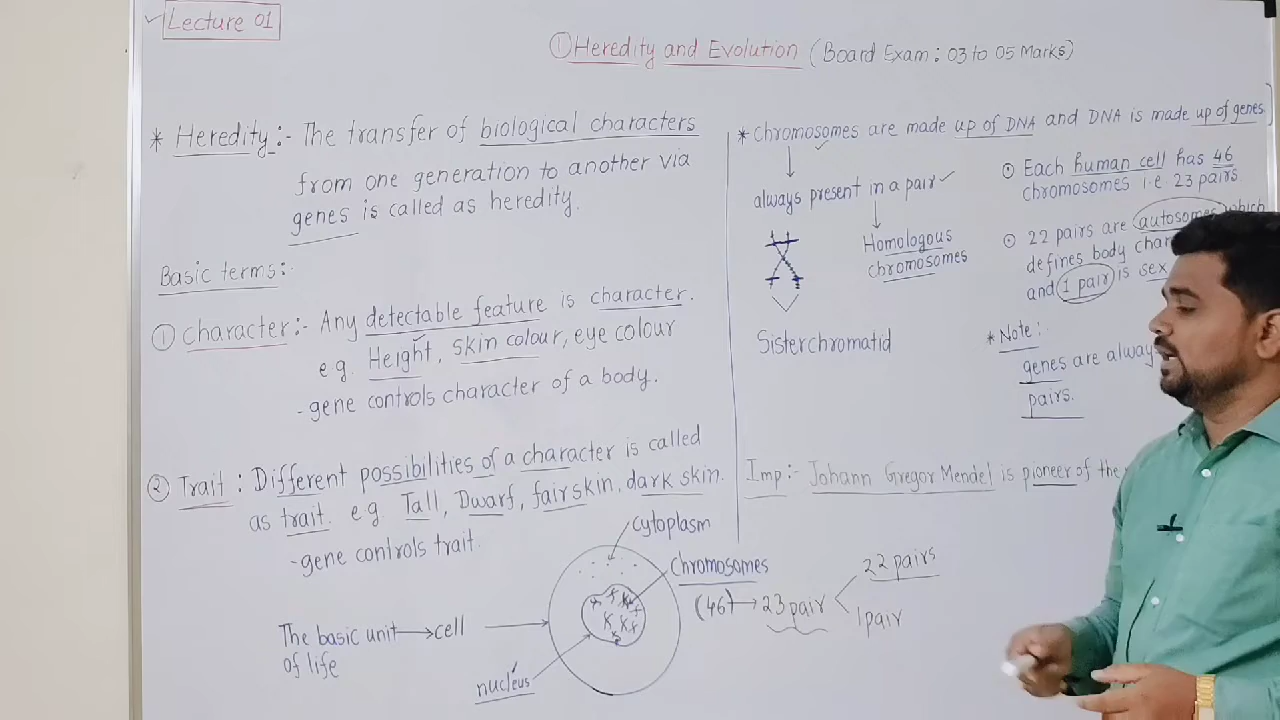 Lecture 01
① Heredity and Evolution (Board Exam: 03 to 05 Marks)
* Heredity :- The transfer of biological characters
from one generation to another via
genes is called as heredity.
Basic terms:-
① Character :- Any detectable feature is character.
e.g. Height, skin colour, eye colour
- gene controls character of a body.
② Trait : Different possibilities of a character is called
as trait. e.g. Tall, Dwarf, fair skin, dark skin.
- gene controls trait.
The basic unit → cell
of life
cytoplasm
chromosomes
nucleus
(46) → 23 pair
22 pairs
1 pair
* chromosomes are made up of DNA and DNA is made up of genes
always present in a pair
Homologous
chromosomes
Sisterchromatid
⊙ Each human cell has 46
chromosomes i.e 23 pairs
⊙ 22 pairs are autosomes which
defines body
and 1 pair is sex
* Note :-
genes are
pairs.
Imp :- Johann Gregor Mendel is pioneer of the